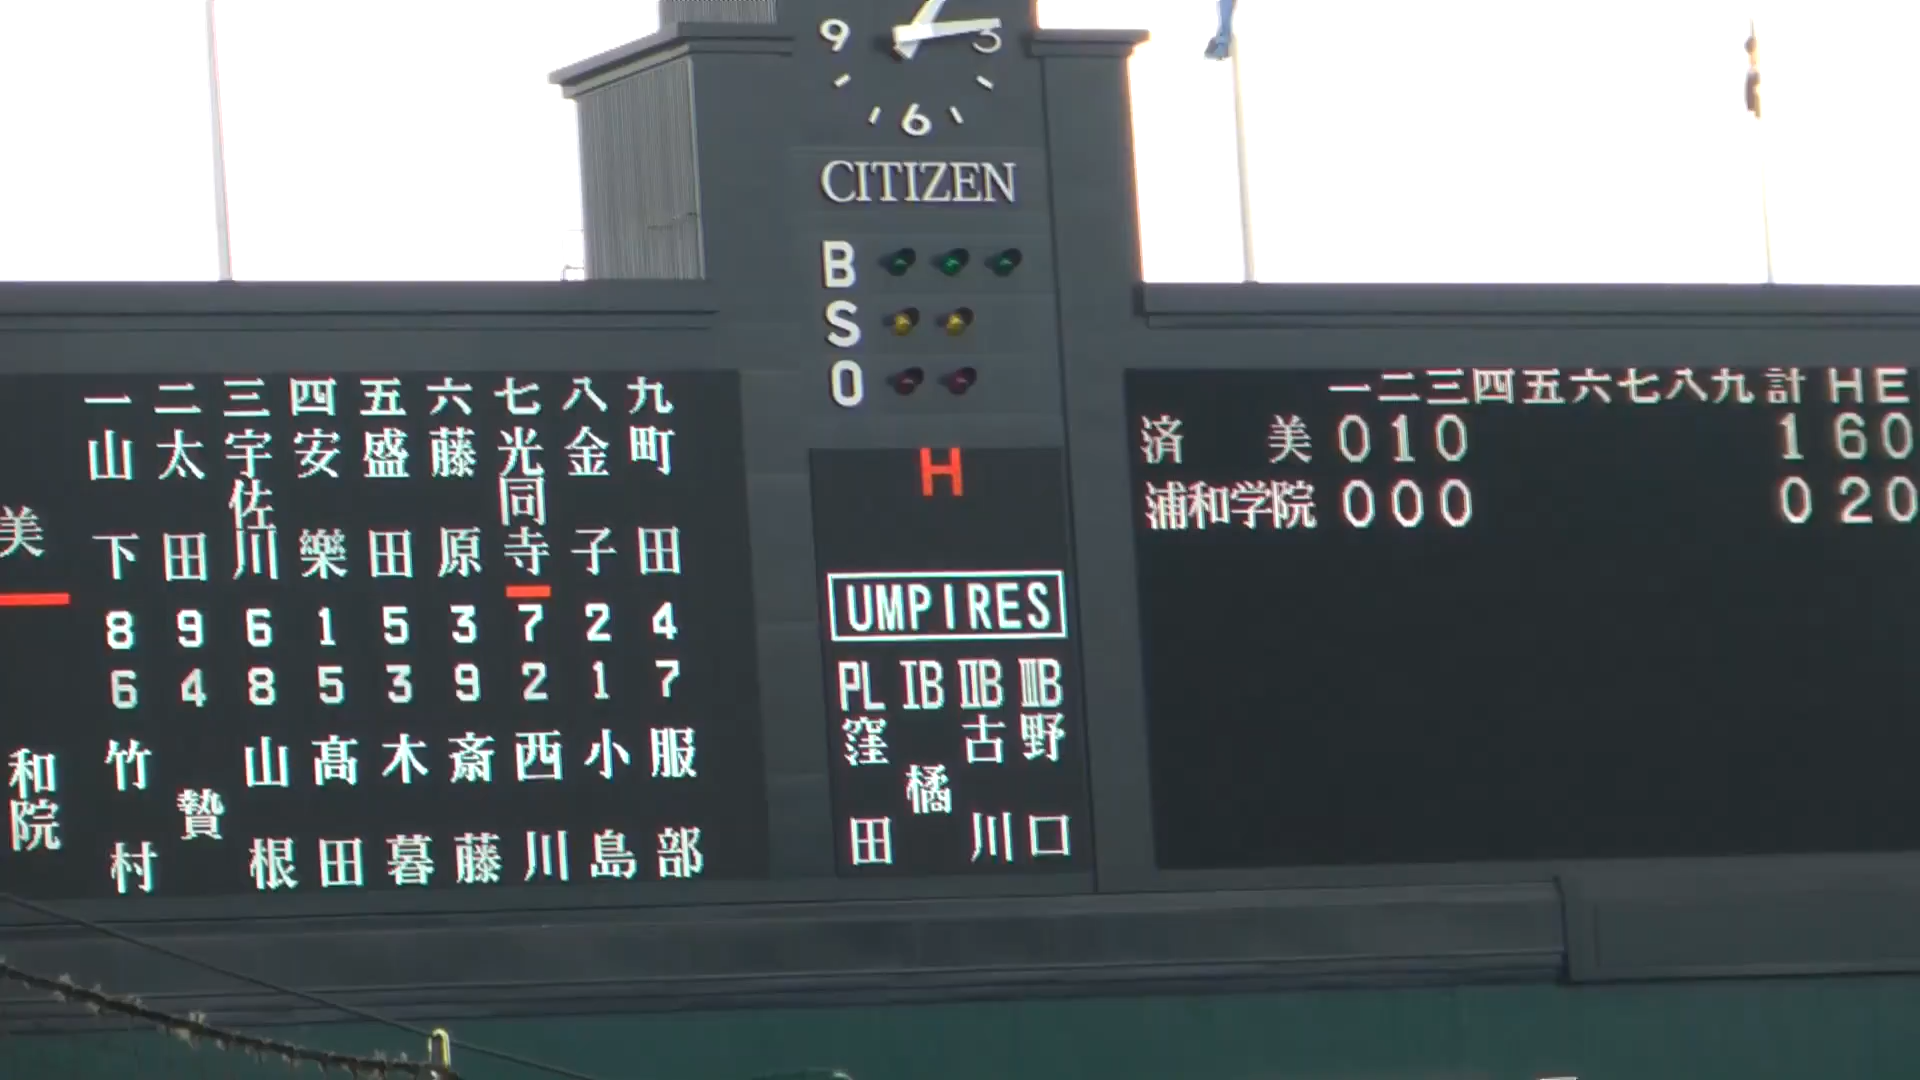 9 3
6
CITIZEN
B
S
O
H
UMPIRES
PL IB IIB IIIB
窪田 橘 古川 野口
一 二 三 四 五 六 七 八 九
山下 太田 宇佐川 安樂 盛田 藤原 光同寺 金子 町田
美
8 9 6 1 5 3 7 2 4
6 4 8 5 3 9 2 1 7
和院
竹村 贄 山根 髙田 木暮 斎藤 西川 小島 服部
一 二 三 四 五 六 七 八 九 計 H E
済美 0 1 0 1 6 0
浦和学院 0 0 0 0 2 0